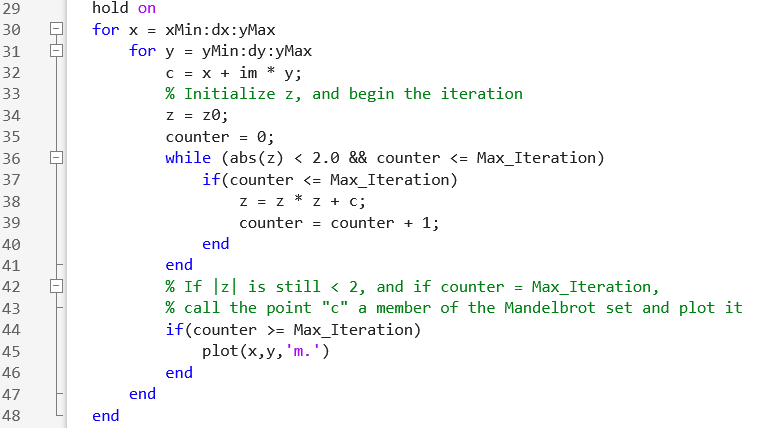 29 hold on
30 for x = xMin:dx:yMax
31 for y = yMin:dy:yMax
32 c = x + im * y;
33 % Initialize z, and begin the iteration
34 z = z0;
35 counter = 0;
36 while (abs(z) < 2.0 && counter <= Max_Iteration)
37 if(counter <= Max_Iteration)
38 z = z * z + c;
39 counter = counter + 1;
40 end
41 end
42 % If |z| is still < 2, and if counter = Max_Iteration,
43 % call the point "c" a member of the Mandelbrot set and plot it
44 if(counter >= Max_Iteration)
45 plot(x,y,'m.')
46 end
47 end
48 end